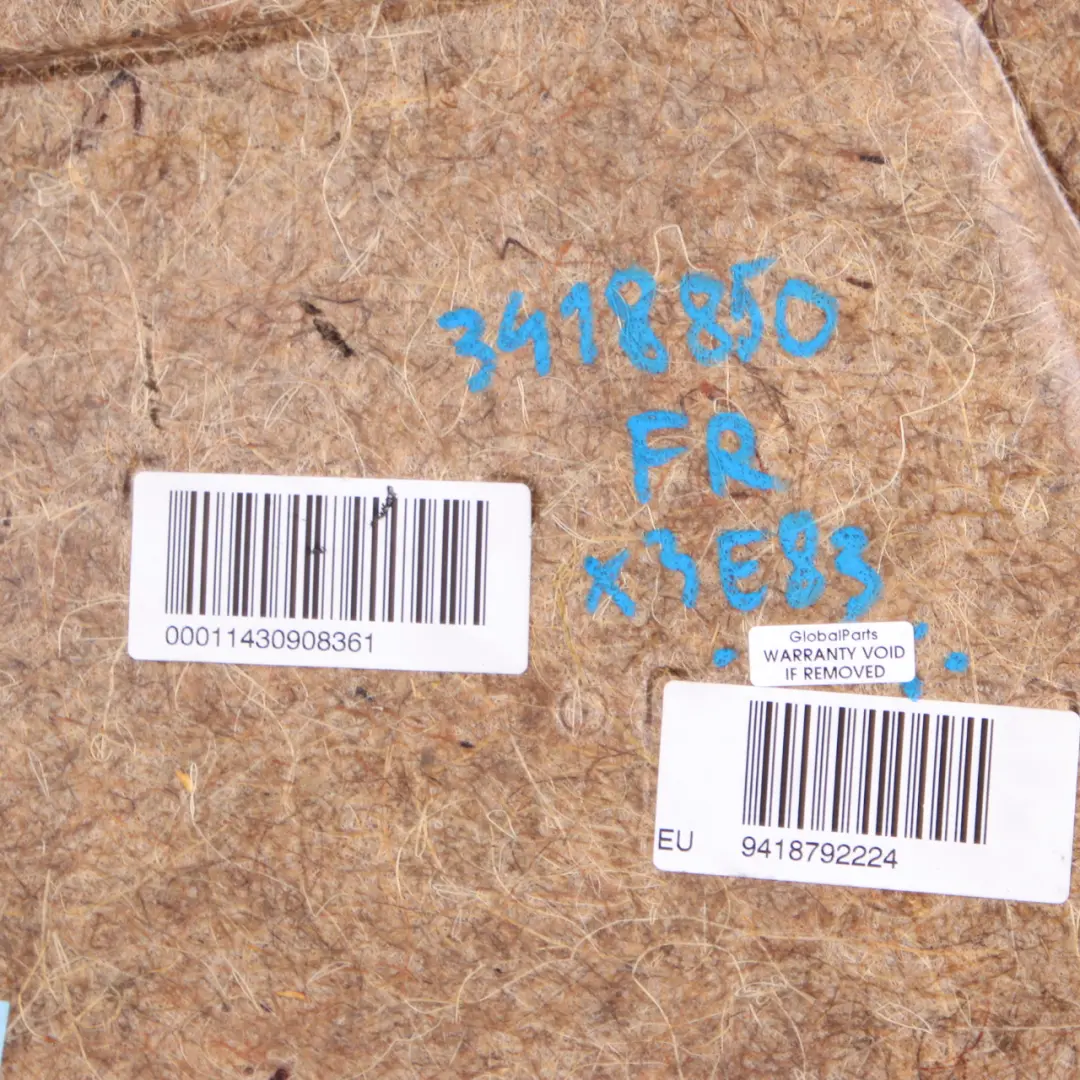 3418850
FR
x3E83
00011430908361
GlobalParts
WARRANTY VOID
IF REMOVED
EU 9418792224